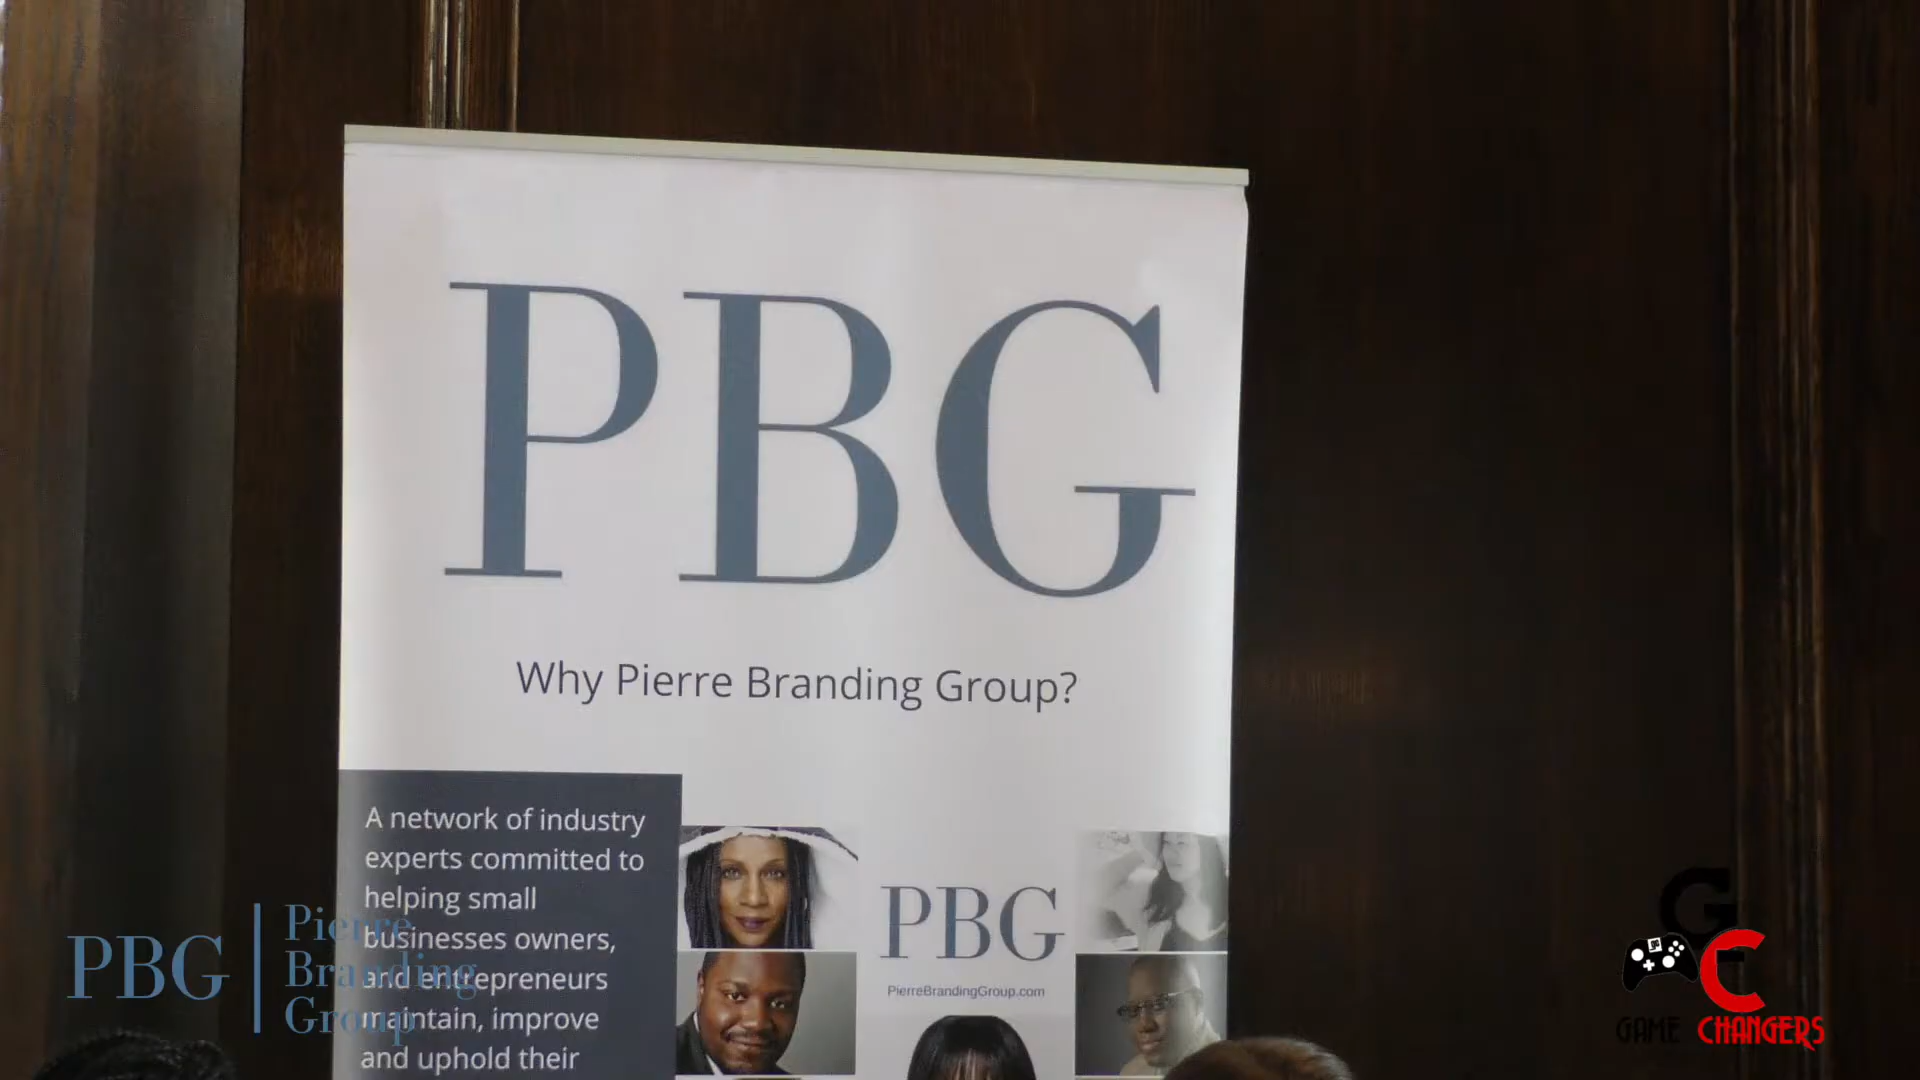 PBG
Why Pierre Branding Group?
A network of industry
experts committed to
helping small
businesses owners,
and entrepreneurs
maintain, improve
and uphold their
PBG
PierreBrandingGroup.com
PBG
Pierre
Branding
Group
GC
GAME CHANGERS